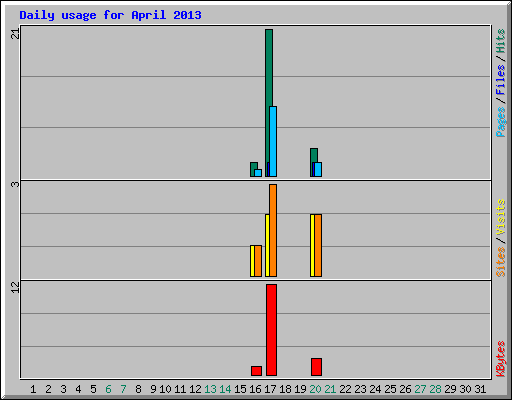 Daily usage for April 2013
21
3
12
Pages / Files / Hits
Sites / Visits
KBytes
1 2 3 4 5 6 7 8 9 10 11 12 13 14 15 16 17 18 19 20 21 22 23 24 25 26 27 28 29 30 31